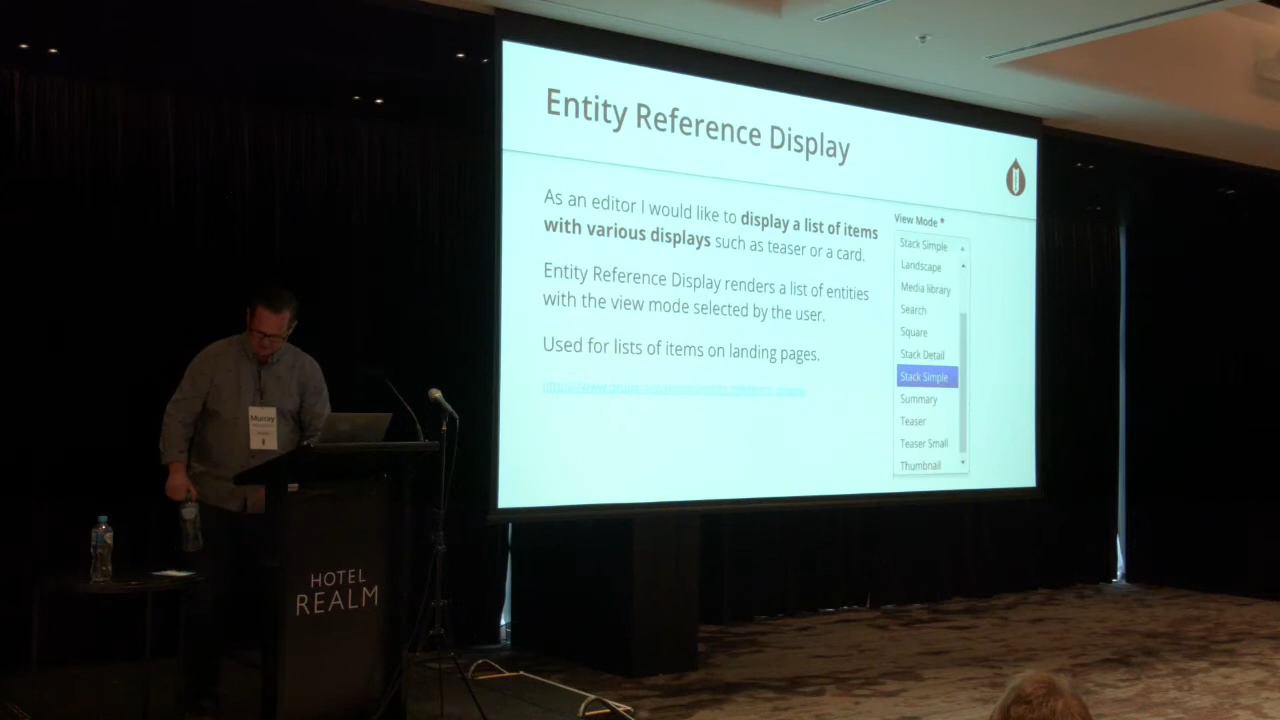 Entity Reference Display
As an editor I would like to display a list of items
with various displays such as teaser or a card.
Entity Reference Display renders a list of entities
with the view mode selected by the user.
Used for lists of items on landing pages.
View Mode *
Stack Simple
Landscape
Media library
Search
Square
Stack Detail
Stack Simple
Summary
Teaser
Teaser Small
Thumbnail
Murray
HOTEL
REALM